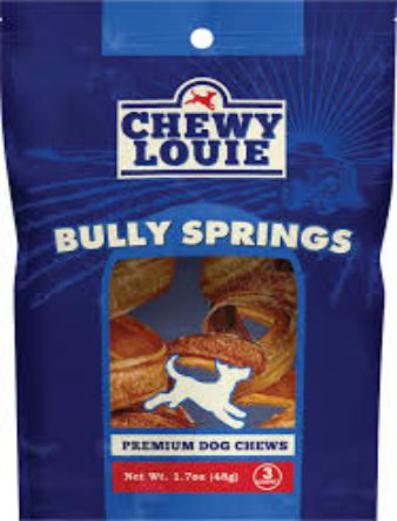 CHEWY
LOUIE
BULLY SPRINGS
PREMIUM DOG CHEWS
Net Wt. 1.7oz (48g)
3